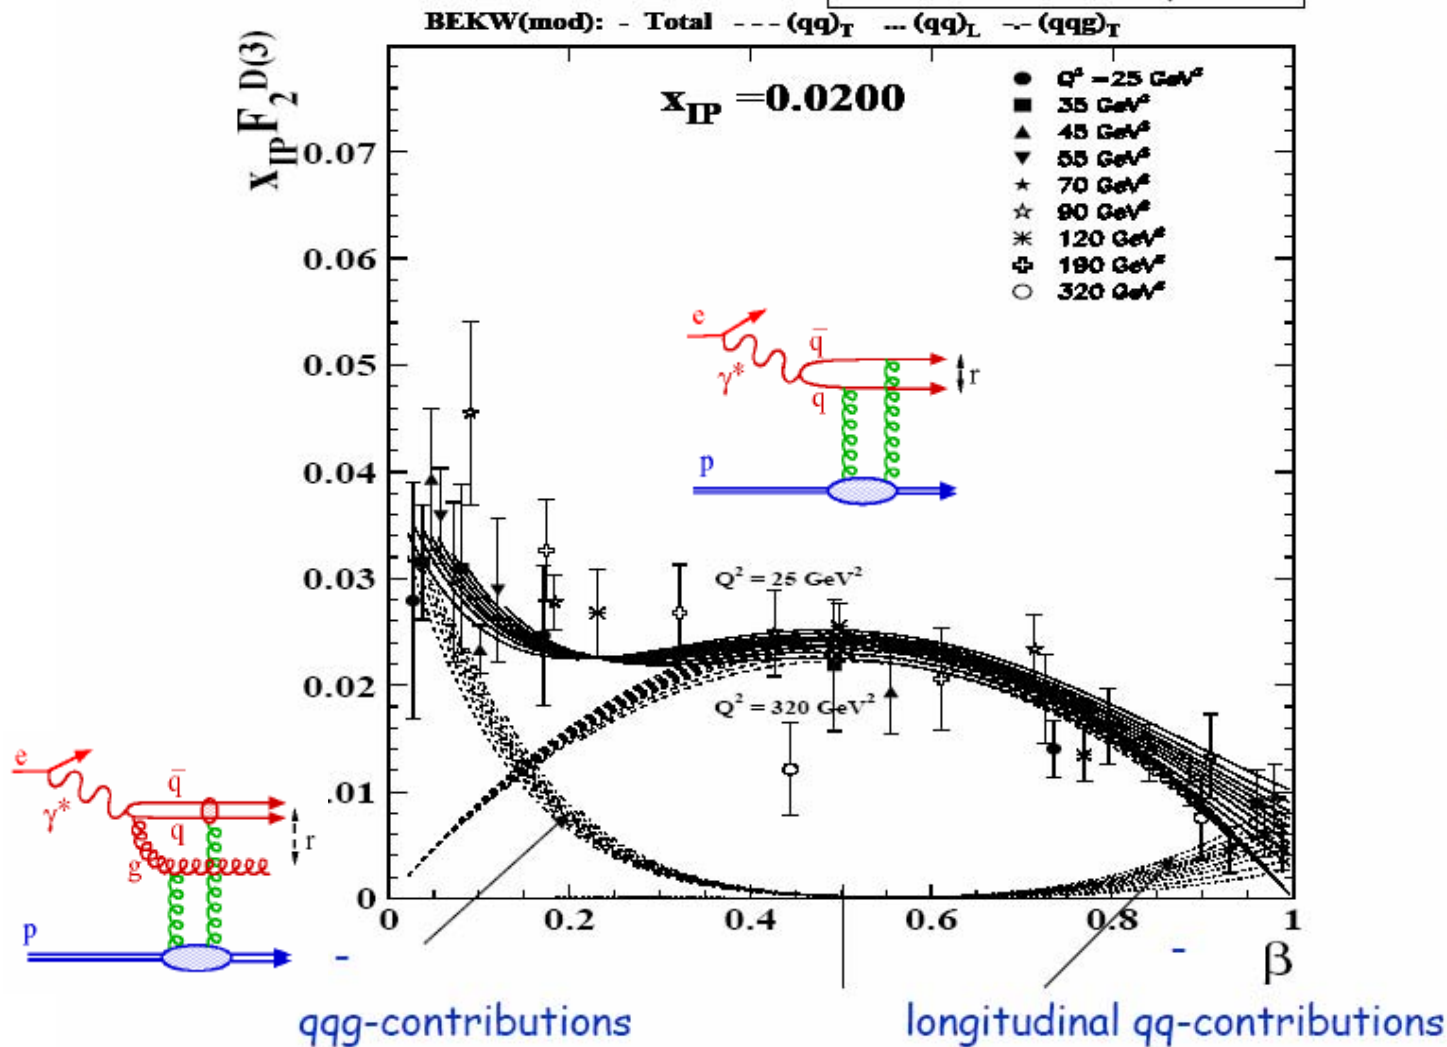 BEKW(mod): - Total --- (qq)T ... (qq)L -.- (qqg)T
xIPF2D(3)
xIP =0.0200
Q² = 25 GeV²
35 GeV²
45 GeV²
55 GeV²
70 GeV²
90 GeV²
120 GeV²
190 GeV²
320 GeV²
0.07
0.06
0.05
0.04
0.03
0.02
.01
0
e
γ*
q̄
q
r
p
Q² = 25 GeV²
Q² = 320 GeV²
e
γ*
q̄
q
g
r
p
0 0.2 0.4 0.6 0.8 1
β
- -
qqg-contributions longitudinal qq-contributions